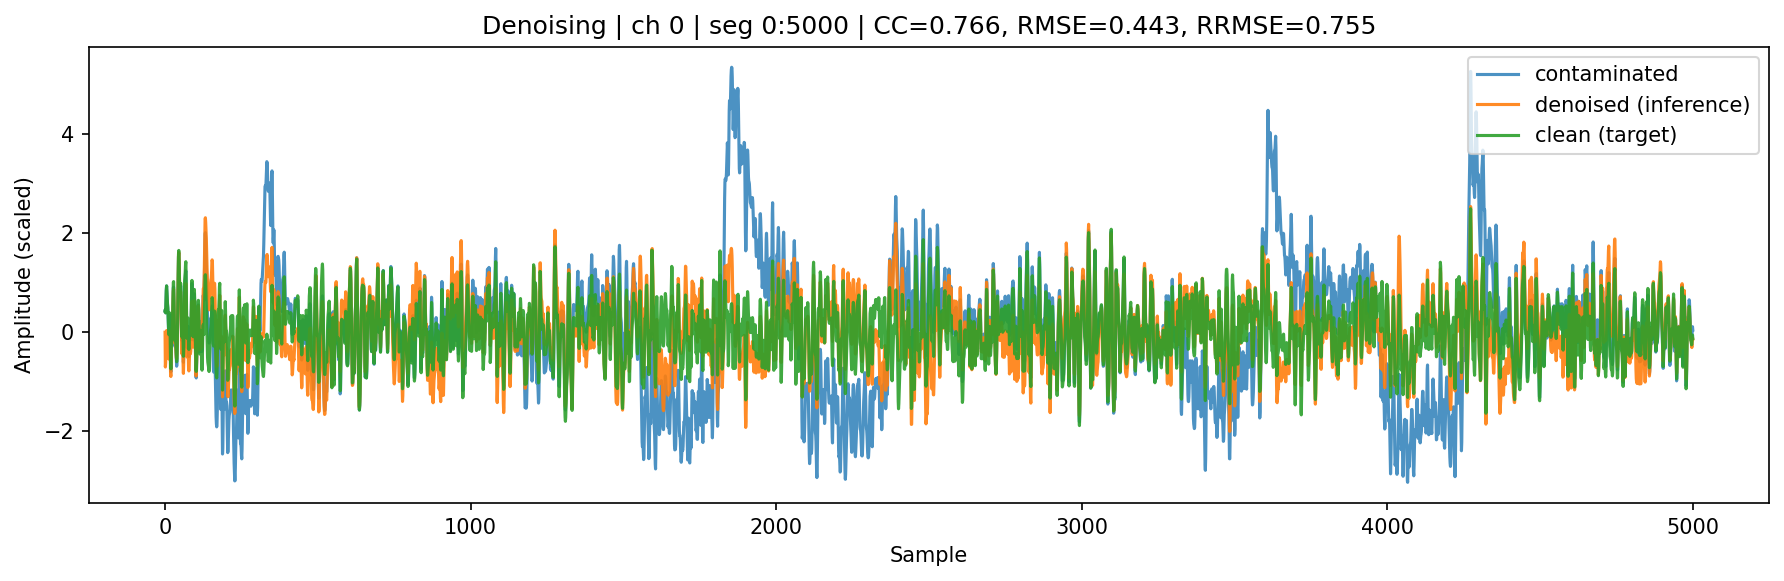 Denoising | ch 0 | seg 0:5000 | CC=0.766, RMSE=0.443, RRMSE=0.755
contaminated
denoised (inference)
clean (target)
Amplitude (scaled)
4
2
0
−2
0 1000 2000 3000 4000 5000
Sample